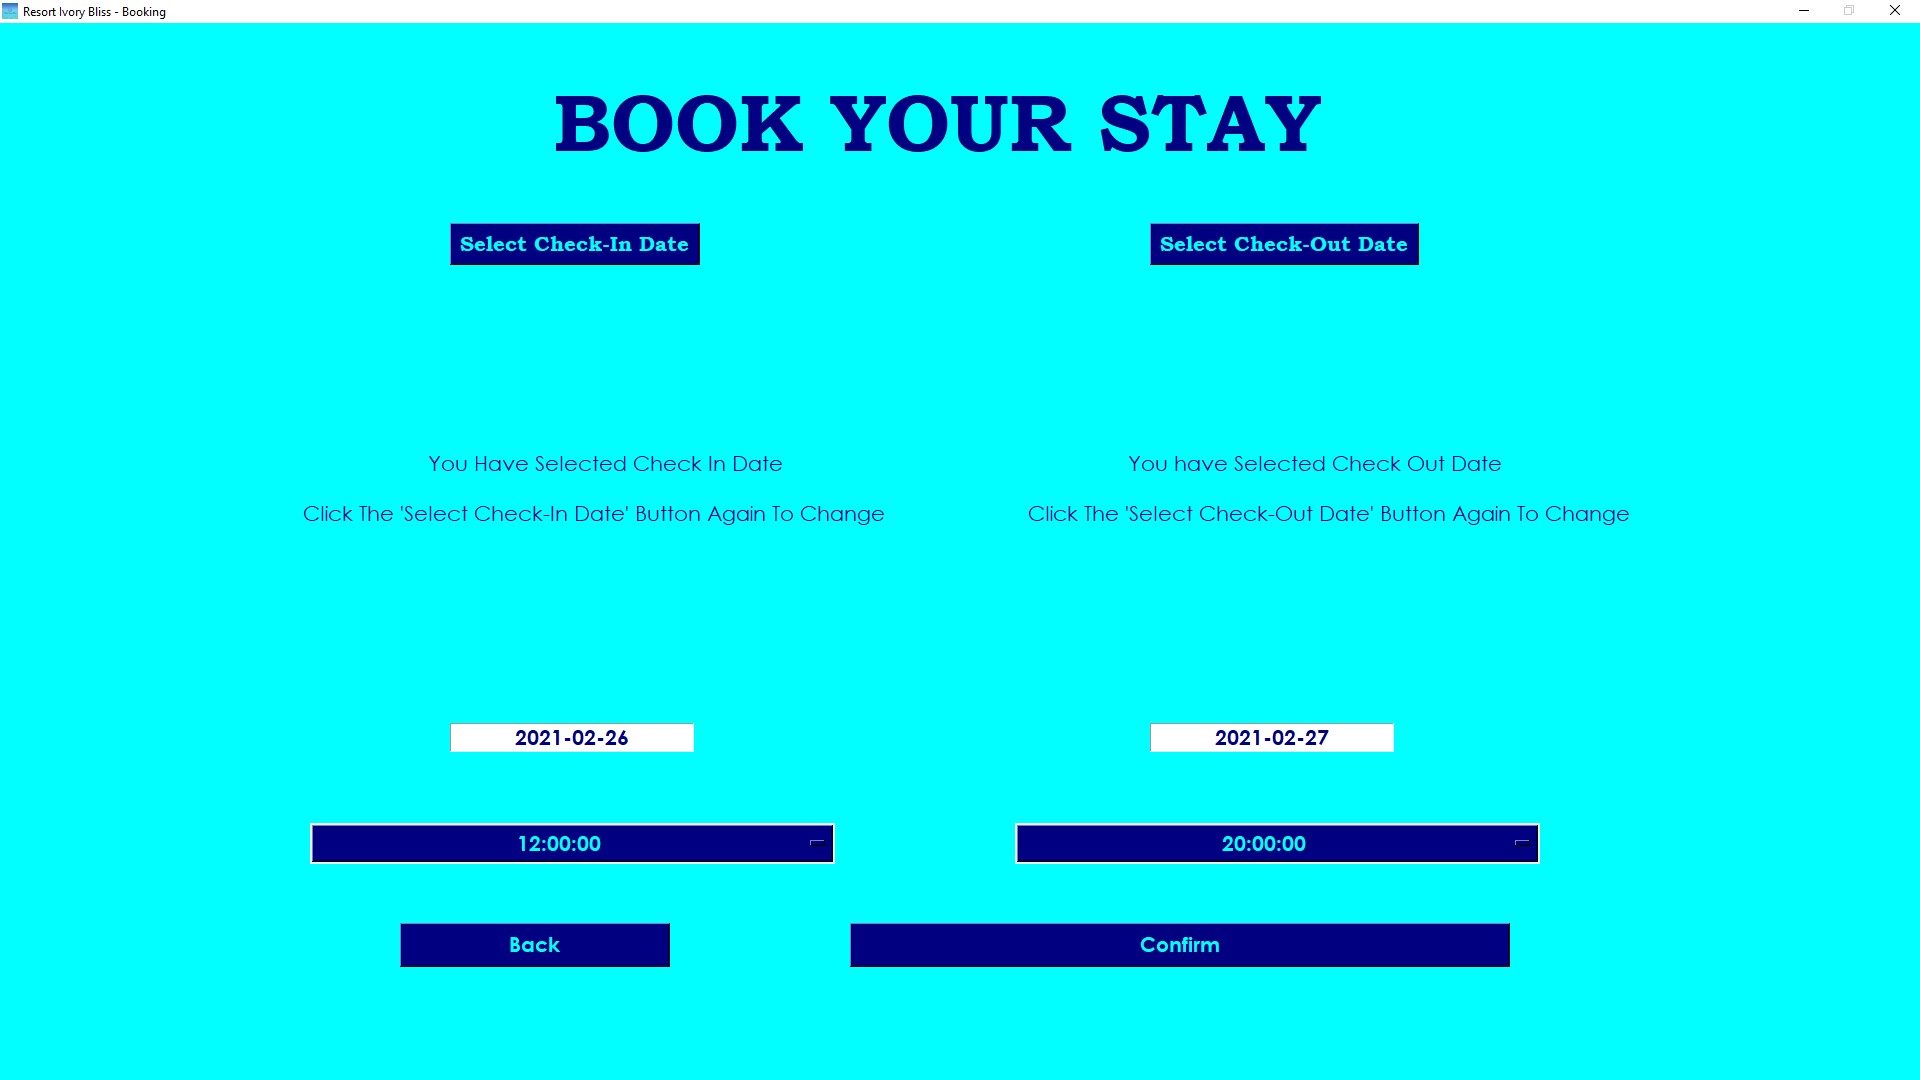 Resort Ivory Bliss - Booking
BOOK YOUR STAY
Select Check-In Date
Select Check-Out Date
You Have Selected Check In Date
You have Selected Check Out Date
Click The 'Select Check-In Date' Button Again To Change
Click The 'Select Check-Out Date' Button Again To Change
2021-02-26
2021-02-27
12:00:00
20:00:00
Back
Confirm